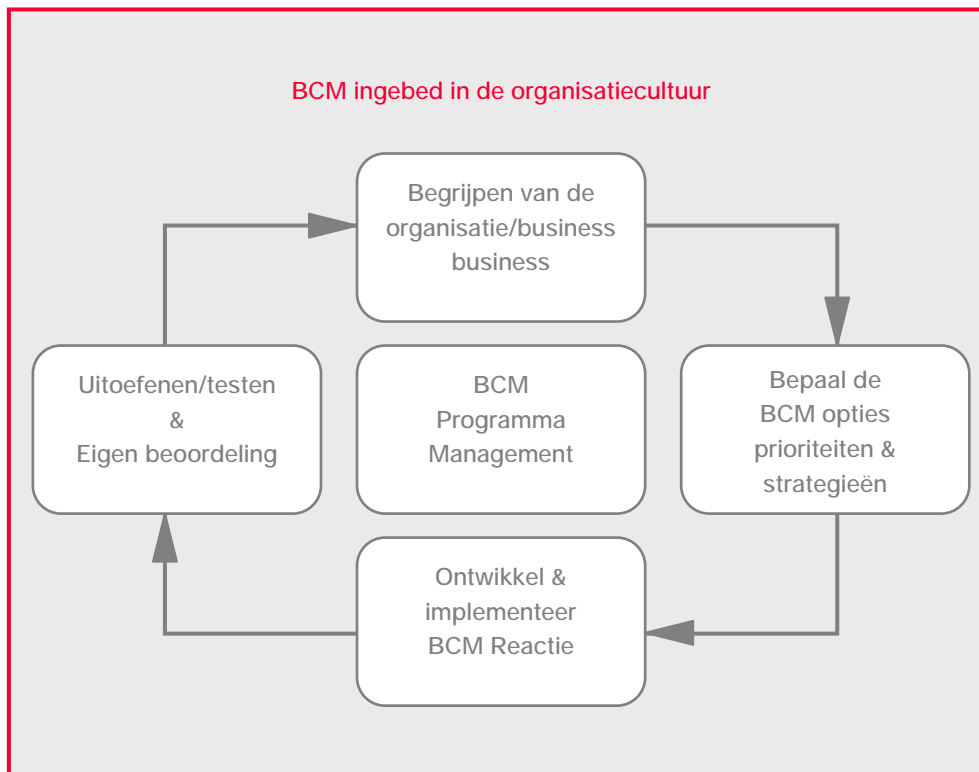 BCM ingebed in de organisatiecultuur
Begrijpen van de
organisatie/business
business
Uitoefenen/testen
&
Eigen beoordeling
BCM
Programma
Management
Bepaal de
BCM opties
prioriteiten &
strategieën
Ontwikkel &
implementeer
BCM Reactie